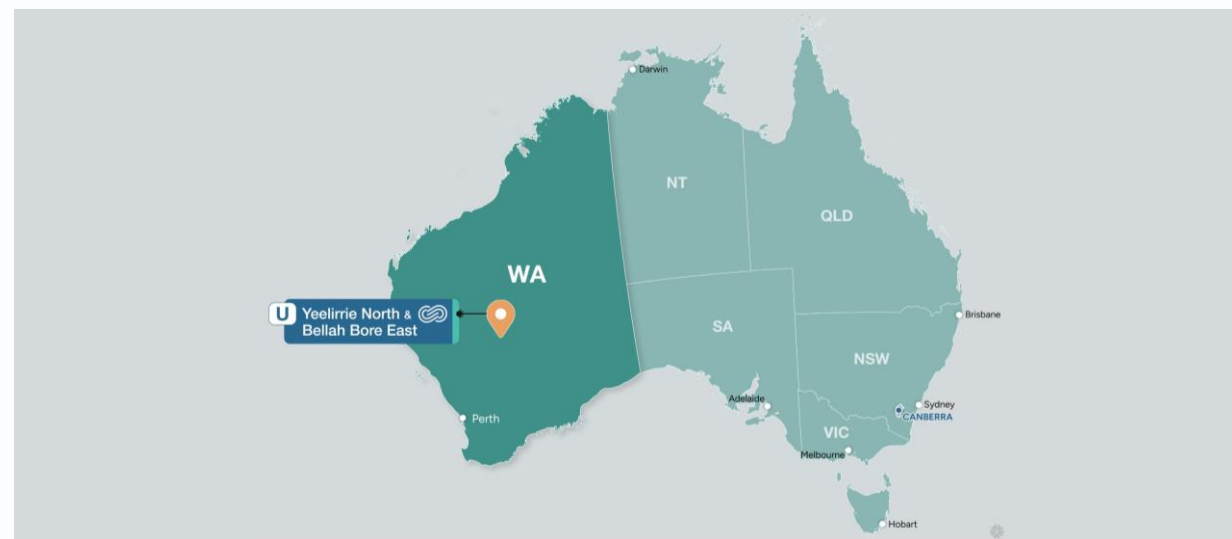 Darwin
NT
QLD
WA
U
Yeelirrie North &
Bellah Bore East
SA
Brisbane
NSW
Adelaide
Sydney
CANBERRA
Perth
VIC
Melbourne
Hobart